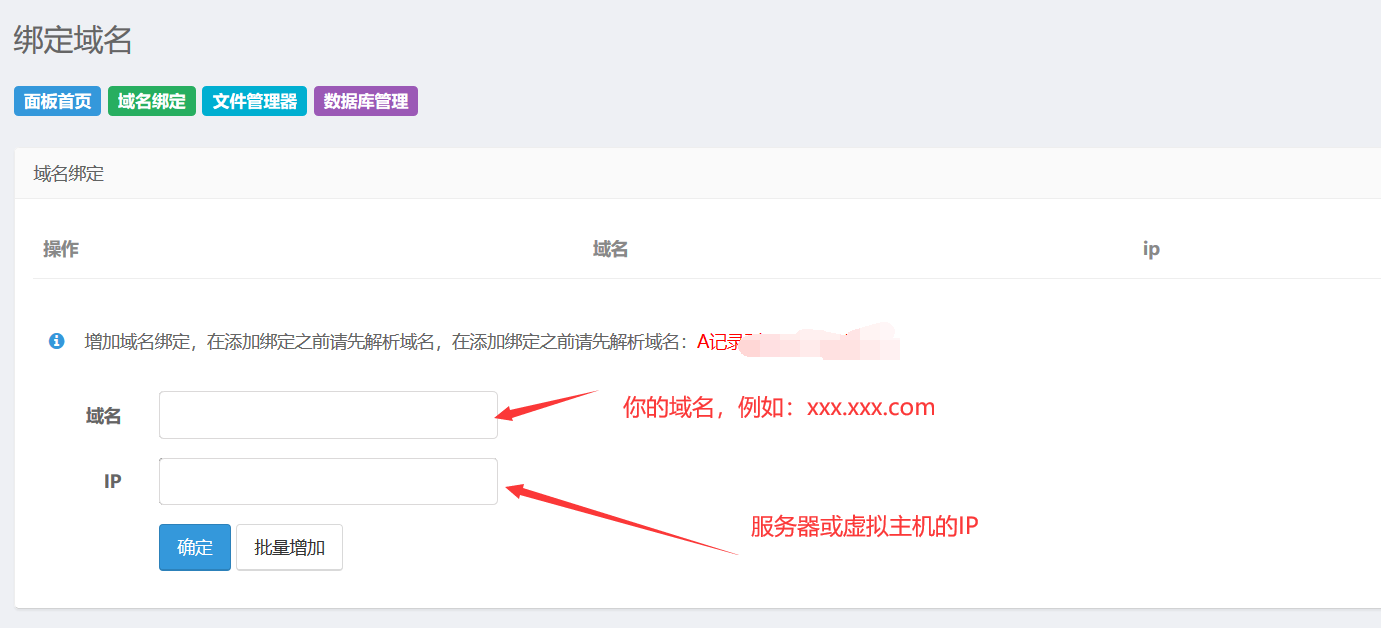 绑定域名
面板首页 域名绑定 文件管理器 数据库管理
域名绑定
操作 域名 ip
增加域名绑定，在添加绑定之前请先解析域名，在添加绑定之前请先解析域名：A记录
域名 你的域名，例如：xxx.xxx.com
IP
服务器或虚拟主机的IP
确定 批量增加